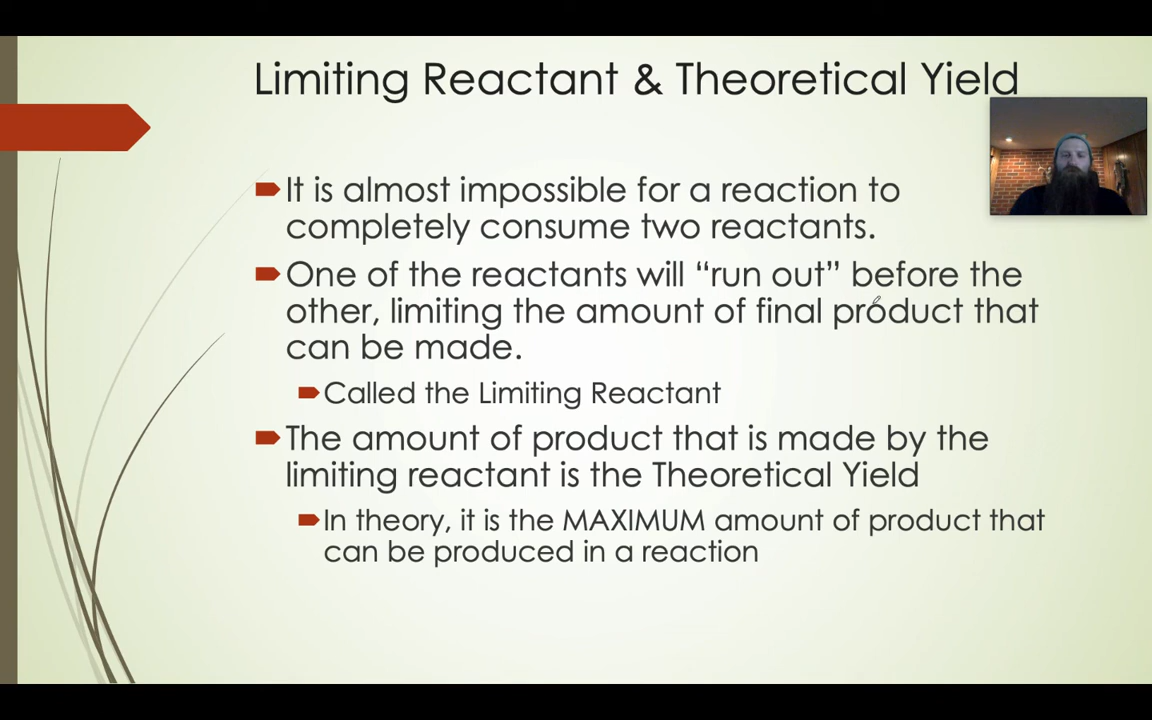 Limiting Reactant & Theoretical Yield
It is almost impossible for a reaction to
completely consume two reactants.
One of the reactants will “run out” before the
other, limiting the amount of final product that
can be made.
Called the Limiting Reactant
The amount of product that is made by the
limiting reactant is the Theoretical Yield
In theory, it is the MAXIMUM amount of product that
can be produced in a reaction